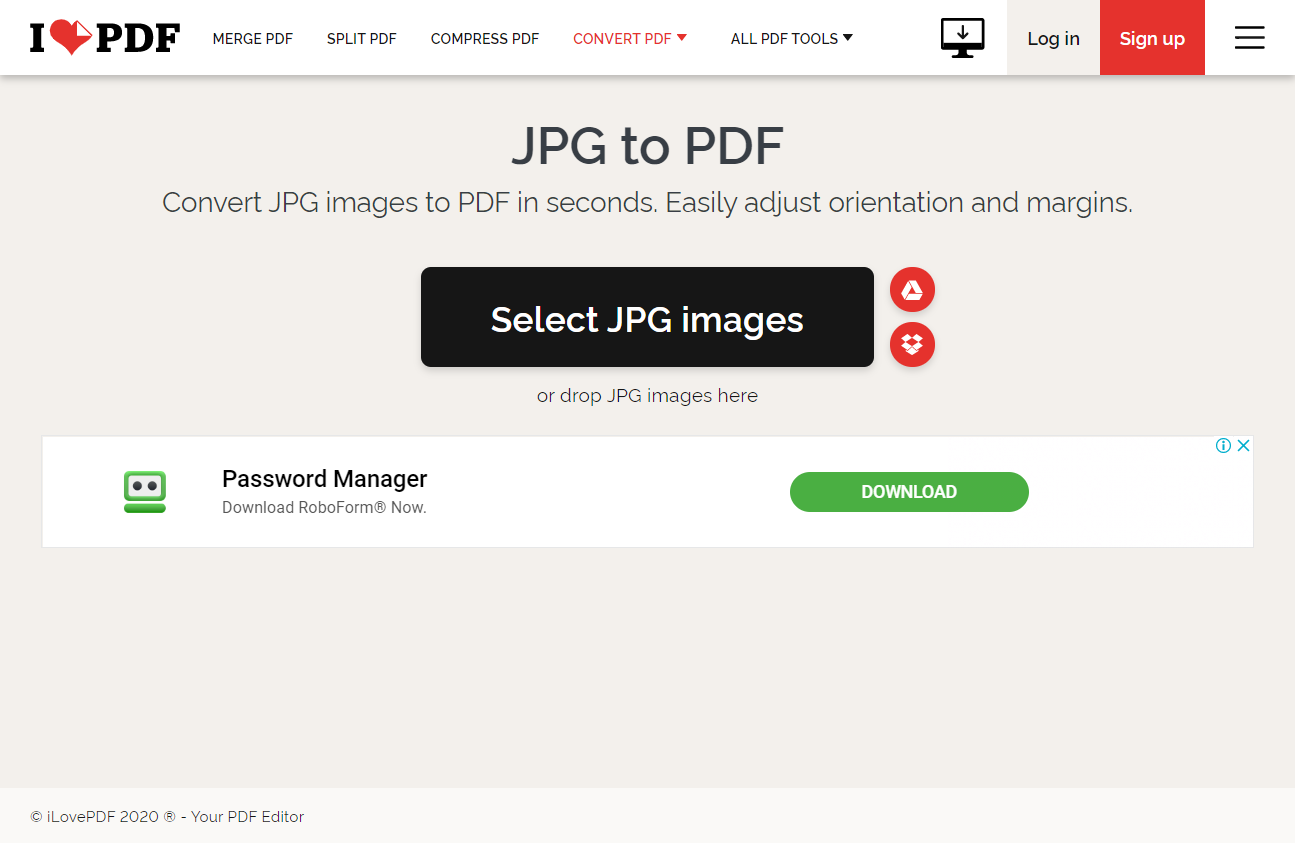 I PDF
MERGE PDF
SPLIT PDF
COMPRESS PDF
CONVERT PDF
ALL PDF TOOLS
Log in
Sign up
JPG to PDF
Convert JPG images to PDF in seconds. Easily adjust orientation and margins.
Select JPG images
or drop JPG images here
Password Manager
Download RoboForm® Now.
DOWNLOAD
© iLovePDF 2020 ® - Your PDF Editor